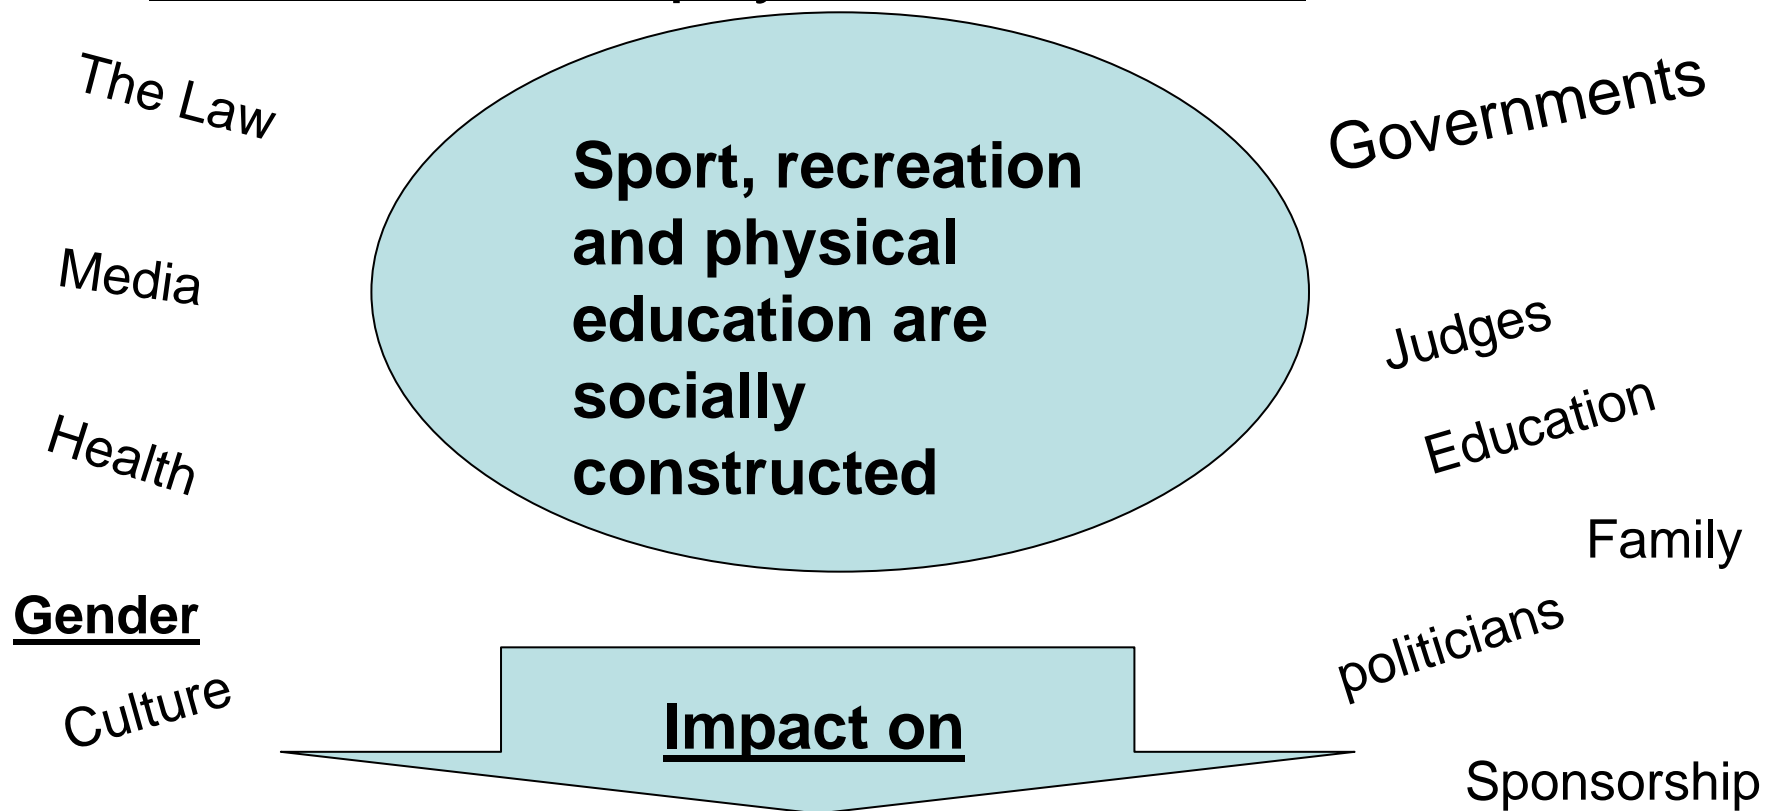 The Law
Governments
Sport, recreation
and physical
education are
socially
constructed
Media
Judges
Education
Health
Family
Gender
politicians
Culture
Impact on
Sponsorship